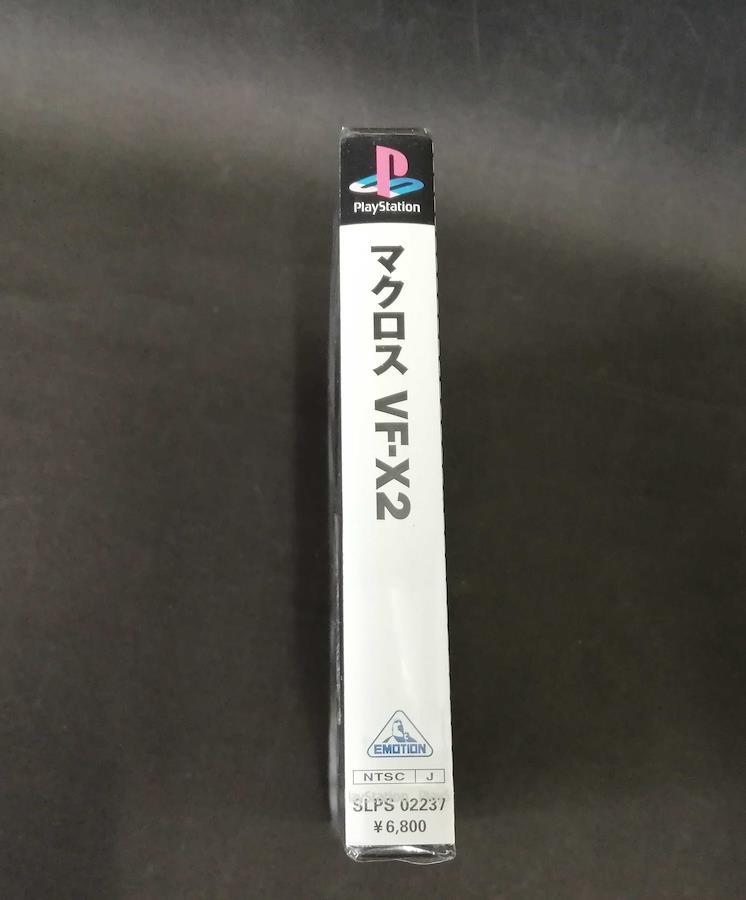 PlayStation
マクロス VF-X2
EMOTION
NTSC J
SLPS 02237
¥6,800